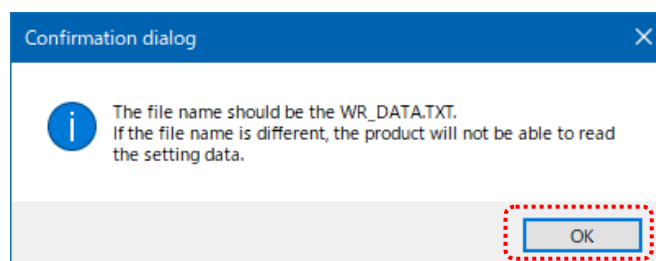 Confirmation dialog
The file name should be the WR_DATA.TXT.
If the file name is different, the product will not be able to read
the setting data.
OK